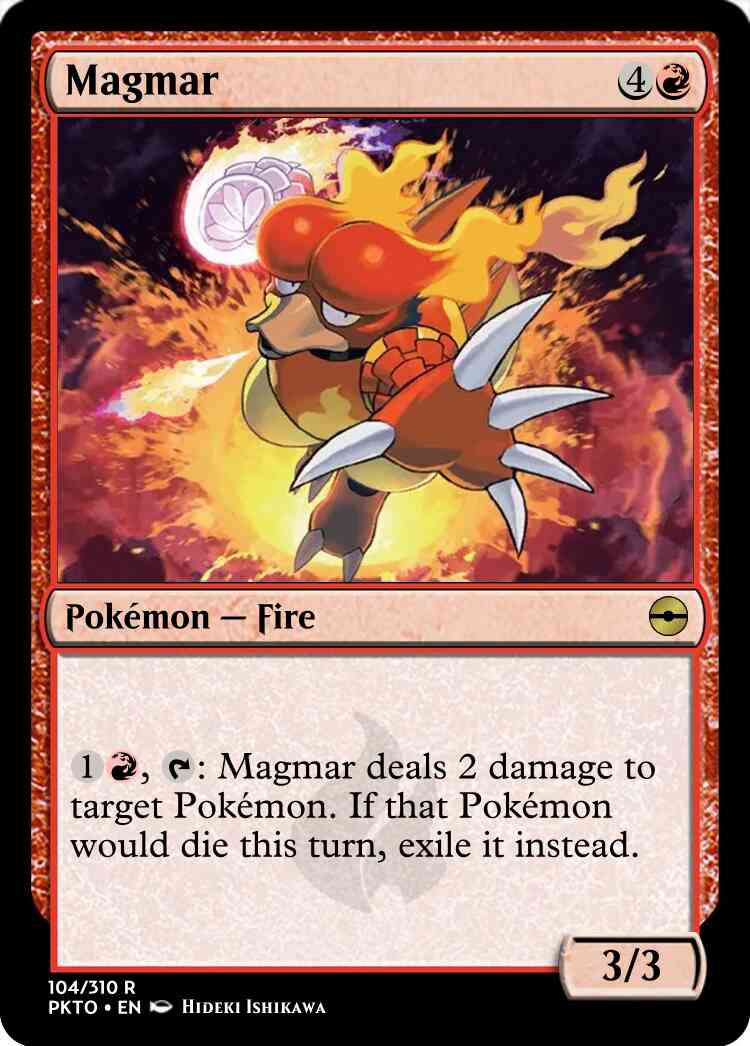 Magmar 4
Pokémon — Fire
1 , : Magmar deals 2 damage to
target Pokémon. If that Pokémon
would die this turn, exile it instead.
3/3
104/310 R
PKTO • EN Hideki Ishikawa